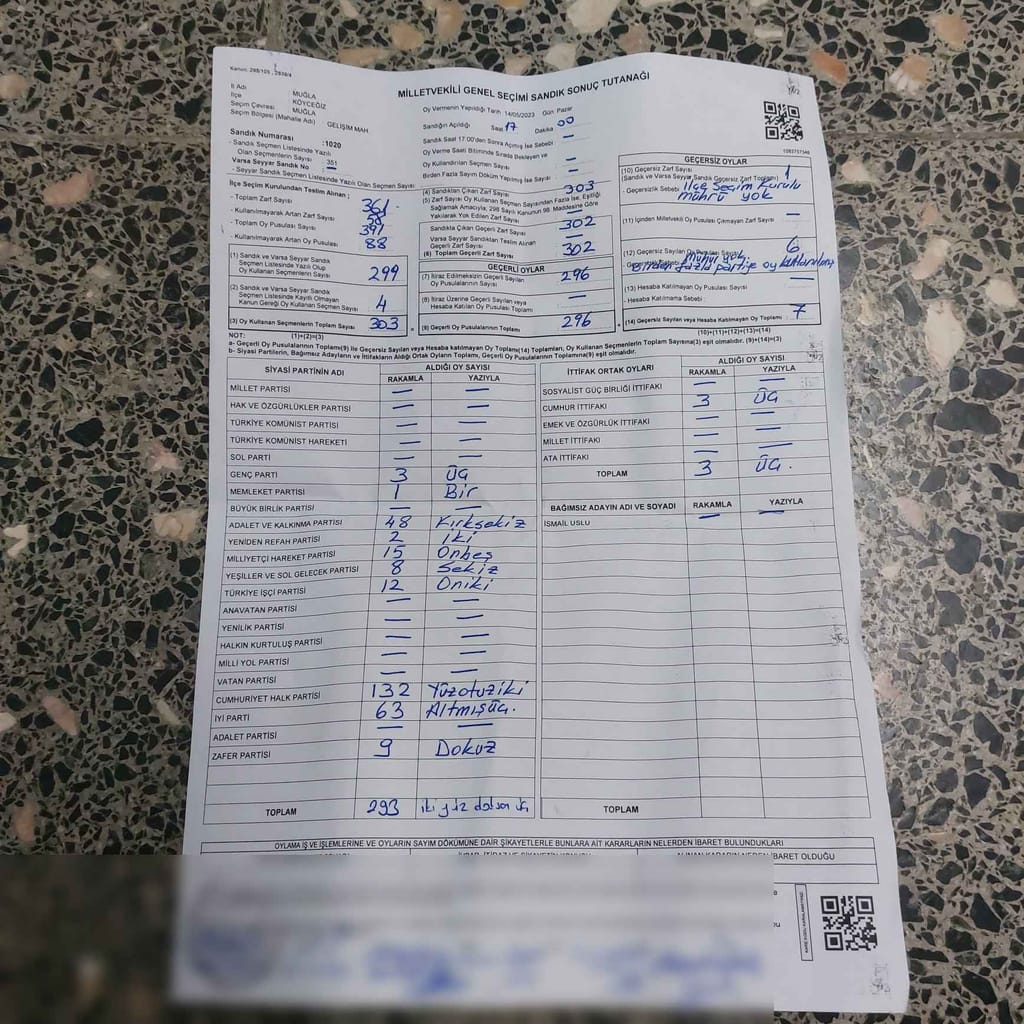 Kanun: 298/105, 2839/4
MİLLETVEKİLİ GENEL SEÇİMİ SANDIK SONUÇ TUTANAĞI
İl Adı MUĞLA
İlçe KÖYCEĞİZ
Seçim Çevresi MUĞLA
Seçim Bölgesi (Mahalle Adı) GELİŞİM MAH
Sandık Numarası :1020
- Sandık Seçmen Listesinde Yazılı
Olan Seçmenlerin Sayısı 351
Varsa Seyyar Sandık No —
- Seyyar Sandık Seçmen Listesinde Yazılı Olan Seçmen Sayısı
Oy Vermenin Yapıldığı Tarih 14/05/2023 Gün Pazar
Sandığın Açıldığı Saat 17 Dakika 00
Sandık Saat 17:00'den Sonra Açılmış İse Sebebi —
Oy Verme Saati Bitiminde Sırada Bekleyen ve
Oy Kullandırılan Seçmen Sayısı —
Birden Fazla Sayım Dökümü Yapılmış İse Sayısı —
İlçe Seçim Kurulundan Teslim Alınan ;
- Toplam Zarf Sayısı 361
- Kullanılmayarak Artan Zarf Sayısı 58
- Toplam Oy Pusulası Sayısı 391
- Kullanılmayarak Artan Oy Pusulası 88
(1) Sandık ve Varsa Seyyar Sandık
Seçmen Listesinde Yazılı Olup
Oy Kullanan Seçmenlerin Sayısı 299
(2) Sandık ve Varsa Seyyar Sandık
Seçmen Listesinde Kayıtlı Olmayan
Kanun Gereği Oy Kullanan Seçmen Sayısı 4
(3) Oy Kullanan Seçmenlerin Toplam Sayısı 303
(1)+(2)=(3)
(4) Sandıktan Çıkan Zarf Sayısı 303
(5) Zarf Sayısı Oy Kullanan Seçmen Sayısından Fazla İse, Eşitliği
Sağlamak Amacıyla; 298 Sayılı Kanunun 98. Maddesine Göre
Yakılarak Yok Edilen Zarf Sayısı —
Sandıkla Çıkan Geçerli Zarf Sayısı 302
Varsa Seyyar Sandıktan Teslim Alınan
Geçerli Zarf Sayısı —
(6) Toplam Geçerli Zarf Sayısı 302
GEÇERLİ OYLAR
(7) İtiraz Edilmeksizin Geçerli Sayılan
Oy Pusulalarının Sayısı 296
(8) İtiraz Üzerine Geçerli Sayılan veya
Hesaba Katılan Oy Pusulası Toplamı —
(9) Geçerli Oy Pusulalarının Toplamı 296
GEÇERSİZ OYLAR
(10) Geçersiz Zarf Sayısı 1
(Sandık ve Varsa Seyyar Sandık Geçersiz Zarf Toplamı)
- Geçersizlik Sebebi İlçe Seçim Kurulu
mührü yok
(11) İçinden Milletvekili Oy Pusulası Çıkmayan Zarf Sayısı —
(12) Geçersiz Sayılan Oy Pusulası Sayısı 6
mühür yok,
Birden fazla partiye oy kullanılmış
(13) Hesaba Katılmayan Oy Pusulası Sayısı —
- Hesaba Katılmama Sebebi :
(14) Geçersiz Sayılan veya Hesaba Katılmayan Oy Toplamı 7
(10)+(11)+(12)+(13)=(14)
NOT:
a- Geçerli Oy Pusulalarının Toplamı(9) ile Geçersiz Sayılan veya Hesaba Katılmayan Oy Toplamı(14) Toplamları, Oy Kullanan Seçmenlerin Toplam Sayısına(3) eşit olmalıdır. (9)+(14)=(3)
b- Siyasi Partilerin, Bağımsız Adayların ve İttifakların Aldığı Ortak Oyların Toplamı, Geçerli Oy Pusulalarının Toplamına(9) eşit olmalıdır.
SİYASİ PARTİNİN ADI ALDIĞI OY SAYISI
RAKAMLA YAZIYLA
MİLLET PARTİSİ — —
HAK VE ÖZGÜRLÜKLER PARTİSİ — —
TÜRKİYE KOMÜNİST PARTİSİ — —
TÜRKİYE KOMÜNİST HAREKETİ — —
SOL PARTİ — —
GENÇ PARTİ 3 Üç
MEMLEKET PARTİSİ 1 Bir
BÜYÜK BİRLİK PARTİSİ — —
ADALET VE KALKINMA PARTİSİ 48 Kırksekiz
YENİDEN REFAH PARTİSİ 2 iki
MİLLİYETÇİ HAREKET PARTİSİ 15 Onbeş
YEŞİLLER VE SOL GELECEK PARTİSİ 8 Sekiz
TÜRKİYE İŞÇİ PARTİSİ 12 Oniki
ANAVATAN PARTİSİ — —
YENİLİK PARTİSİ — —
HALKIN KURTULUŞ PARTİSİ — —
MİLLİ YOL PARTİSİ — —
VATAN PARTİSİ — —
CUMHURİYET HALK PARTİSİ 132 Yüzotuziki
İYİ PARTİ 63 Altmışüç.
ADALET PARTİSİ — —
ZAFER PARTİSİ 9 Dokuz
TOPLAM 293 iki yüz doksan üç
İTTİFAK ORTAK OYLARI ALDIĞI OY SAYISI
RAKAMLA YAZIYLA
SOSYALİST GÜÇ BİRLİĞİ İTTİFAKI — —
CUMHUR İTTİFAKI 3 Üç
EMEK VE ÖZGÜRLÜK İTTİFAKI — —
MİLLET İTTİFAKI — —
ATA İTTİFAKI — —
TOPLAM 3 Üç.
BAĞIMSIZ ADAYIN ADI VE SOYADI RAKAMLA YAZIYLA
İSMAİL USLU — —
TOPLAM
OYLAMA İŞ VE İŞLEMLERİNE VE OYLARIN SAYIM DÖKÜMÜNE DAİR ŞİKAYETLERLE BUNLARA AİT KARARLARIN NELERDEN İBARET BULUNDUKLARI